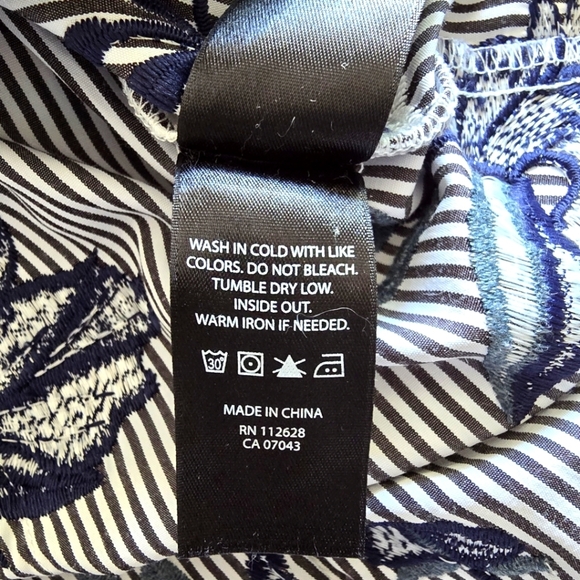 WASH IN COLD WITH LIKE
COLORS. DO NOT BLEACH.
TUMBLE DRY LOW.
INSIDE OUT.
WARM IRON IF NEEDED.
30
MADE IN CHINA
RN 112628
CA 07043